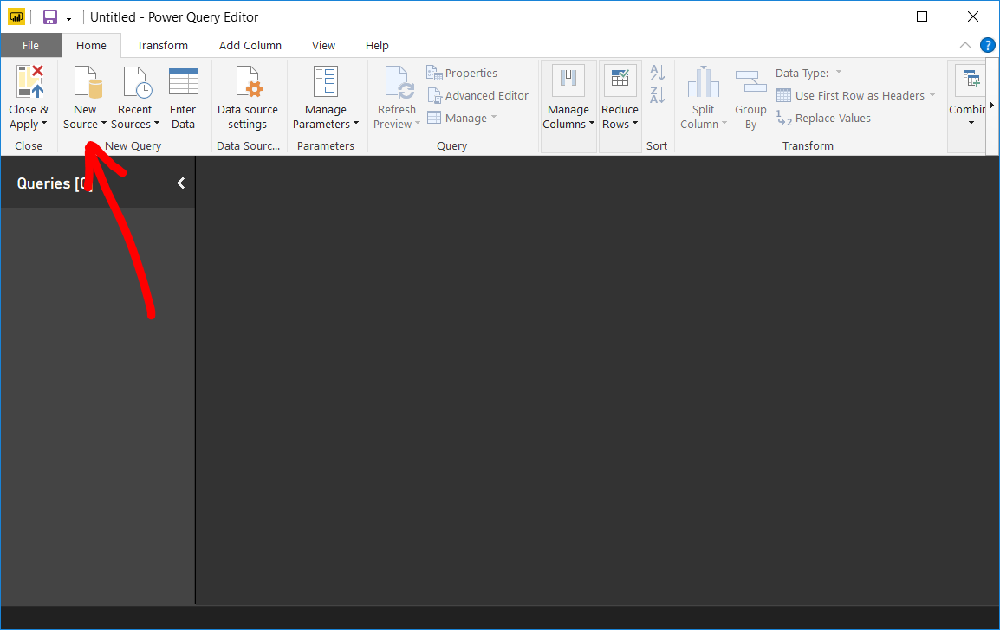 Untitled - Power Query Editor
File Home Transform Add Column View Help
Close & Apply
New Source
Recent Sources
Enter Data
Data source settings
Manage Parameters
Refresh Preview
Properties
Advanced Editor
Manage
Manage Columns
Reduce Rows
Split Column
Group By
Data Type:
Use First Row as Headers
Replace Values
Combin
Close
New Query
Data Sourc...
Parameters
Query
Sort
Transform
Queries